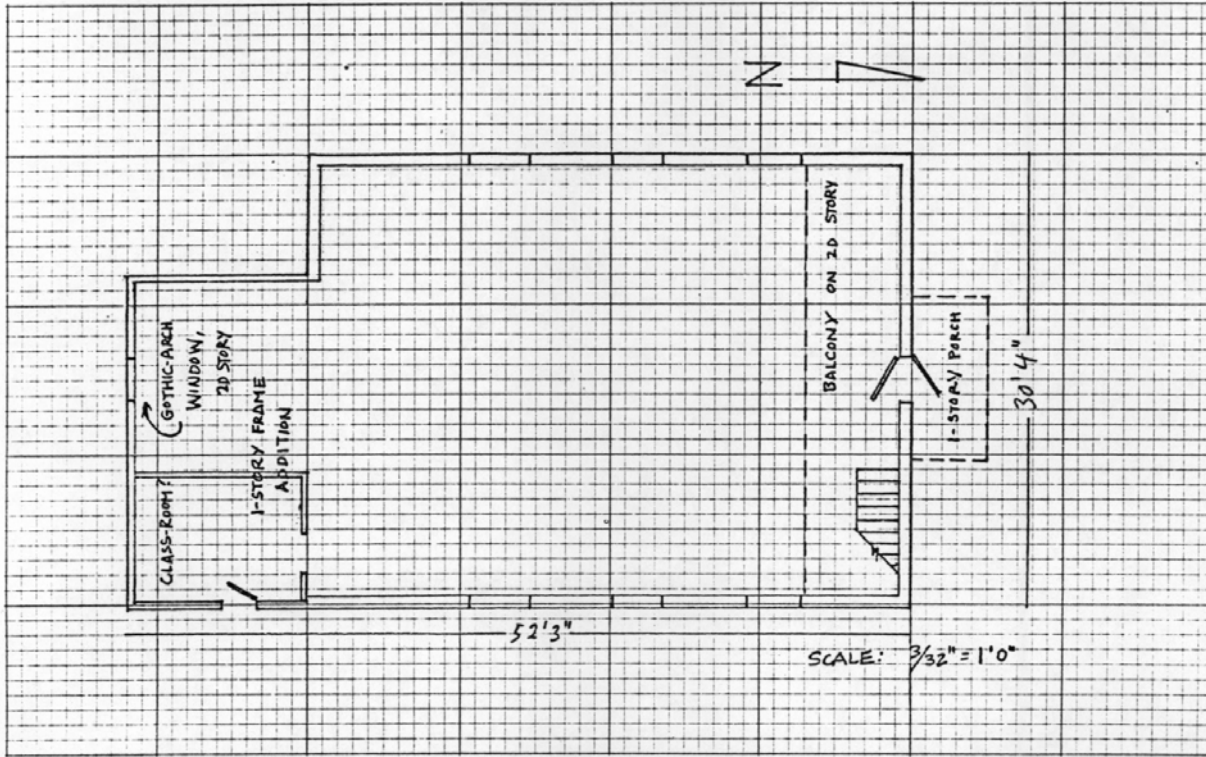 N
GOTHIC-ARCH
WINDOW,
2D STORY
1-STORY FRAME
ADDITION
CLASS-ROOM?
BALCONY ON 2D STORY
1-STORY PORCH
30'4"
52'3"
SCALE: 3/32" = 1'0"